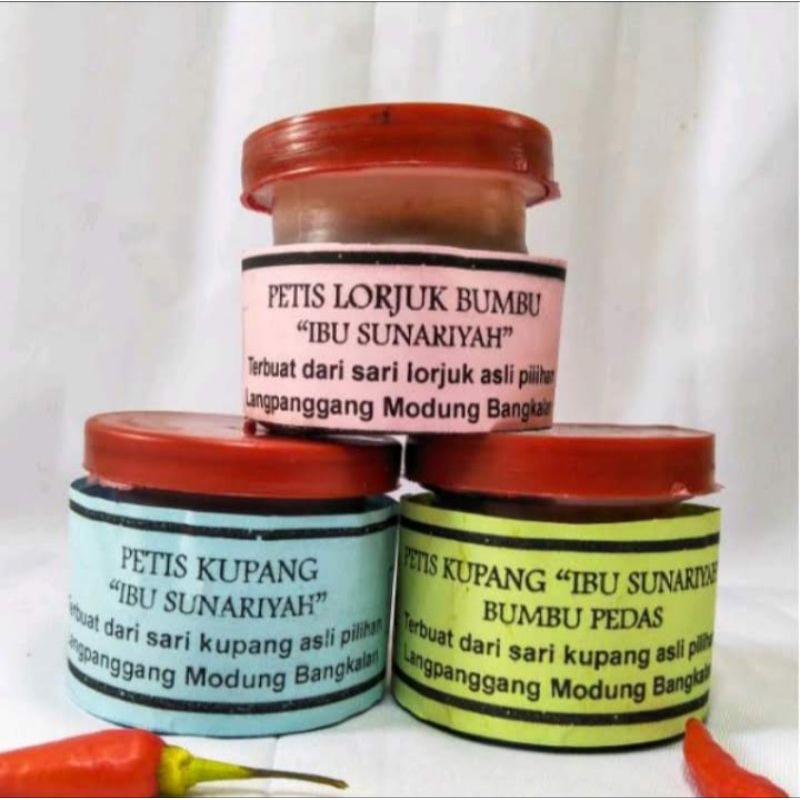 PETIS LORJUK BUMBU
“IBU SUNARIYAH”
Terbuat dari sari lorjuk asli pilihan
Langpanggang Modung Bangkalan
PETIS KUPANG
“IBU SUNARIYAH”
Terbuat dari sari kupang asli pilihan
Langpanggang Modung Bangkalan
PETIS KUPANG “IBU SUNARIYAH
BUMBU PEDAS
Terbuat dari sari kupang asli pilihan
Langpanggang Modung Bangkalan